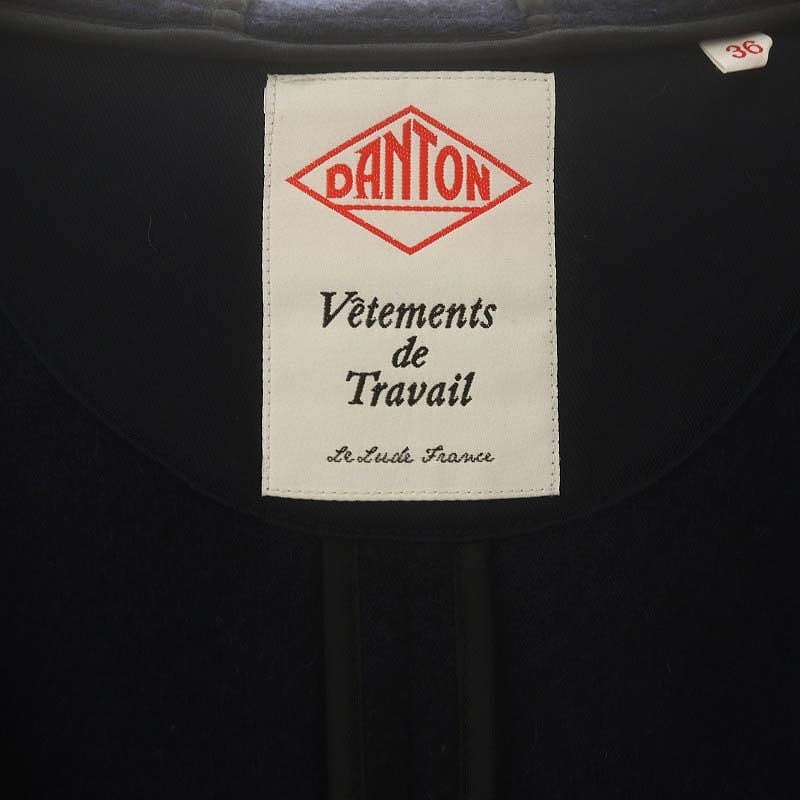 36
DANTON
Vêtements
de
Travail
Le Lude France